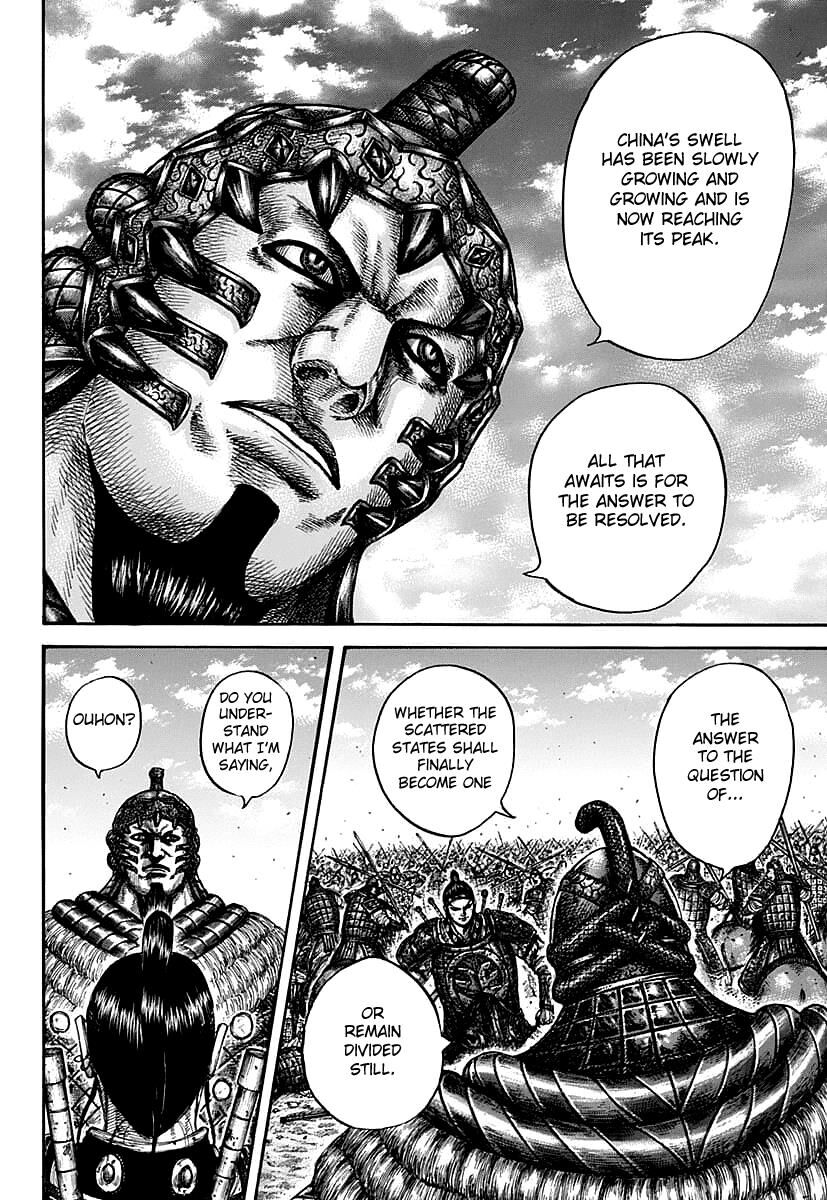 CHINA'S SWELL
HAS BEEN SLOWLY
GROWING AND
GROWING AND IS
NOW REACHING
ITS PEAK.
ALL THAT
AWAITS IS FOR
THE ANSWER TO
BE RESOLVED.
THE
ANSWER
TO THE
QUESTION
OF...
WHETHER THE
SCATTERED
STATES SHALL
FINALLY
BECOME ONE
OR
REMAIN
DIVIDED
STILL.
DO YOU
UNDER-
STAND
WHAT I'M
SAYING,
OUHON?